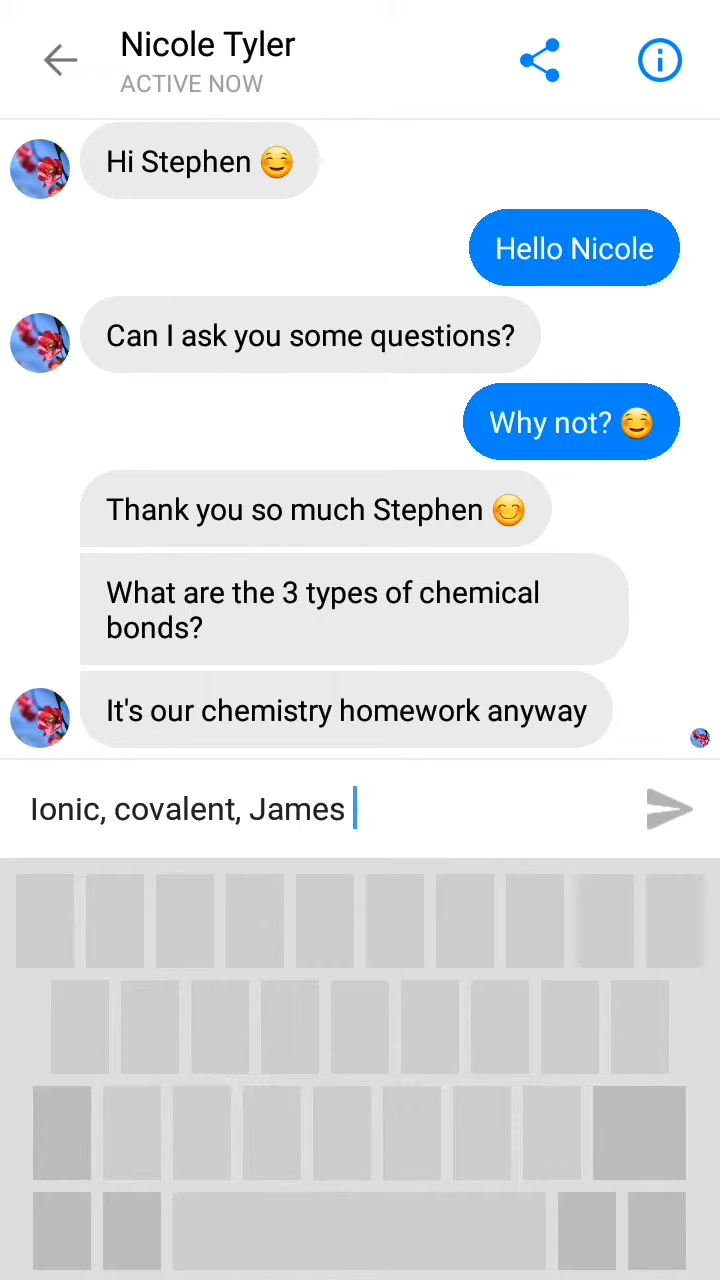 Nicole Tyler
ACTIVE NOW
Hi Stephen 😊
Hello Nicole
Can I ask you some questions?
Why not? 😊
Thank you so much Stephen 😊
What are the 3 types of chemical
bonds?
It's our chemistry homework anyway
Ionic, covalent, James